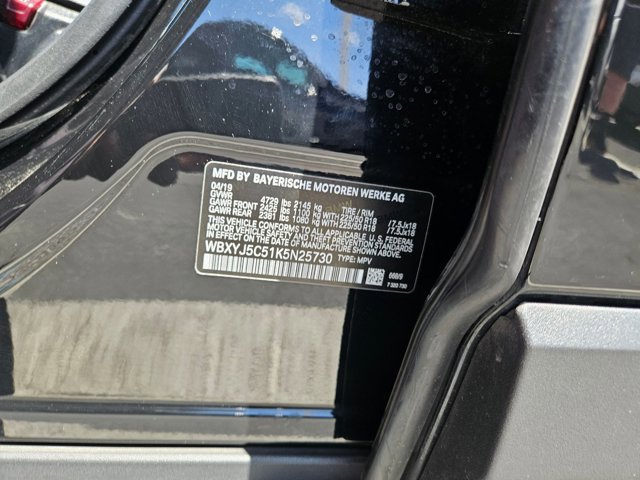 MFD BY BAYERISCHE MOTOREN WERKE AG
04/19
GVWR 4729 lbs 2145 kg TIRE / RIM
GAWR FRONT 2425 lbs 1100 kg WITH 225/50 R18 /7.5Jx18
GAWR REAR 2381 lbs 1080 kg WITH 225/50 R18 /7.5Jx18
THIS VEHICLE CONFORMS TO ALL APPLICABLE U.S. FEDERAL
MOTOR VEHICLE SAFETY, BUMPER, AND THEFT PREVENTION STANDARDS
IN EFFECT ON THE DATE OF MANUFACTURE SHOWN ABOVE.
WBXYJ5C51K5N25730 TYPE: MPV